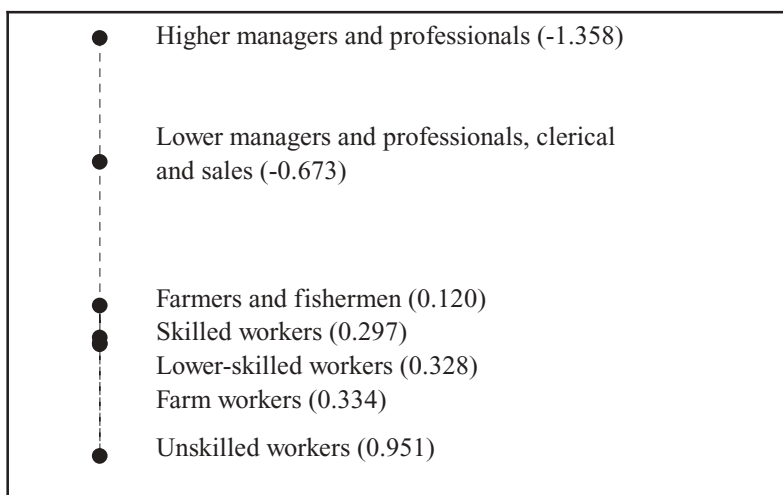 Higher managers and professionals (-1.358)
Lower managers and professionals, clerical
and sales (-0.673)
Farmers and fishermen (0.120)
Skilled workers (0.297)
Lower-skilled workers (0.328)
Farm workers (0.334)
Unskilled workers (0.951)